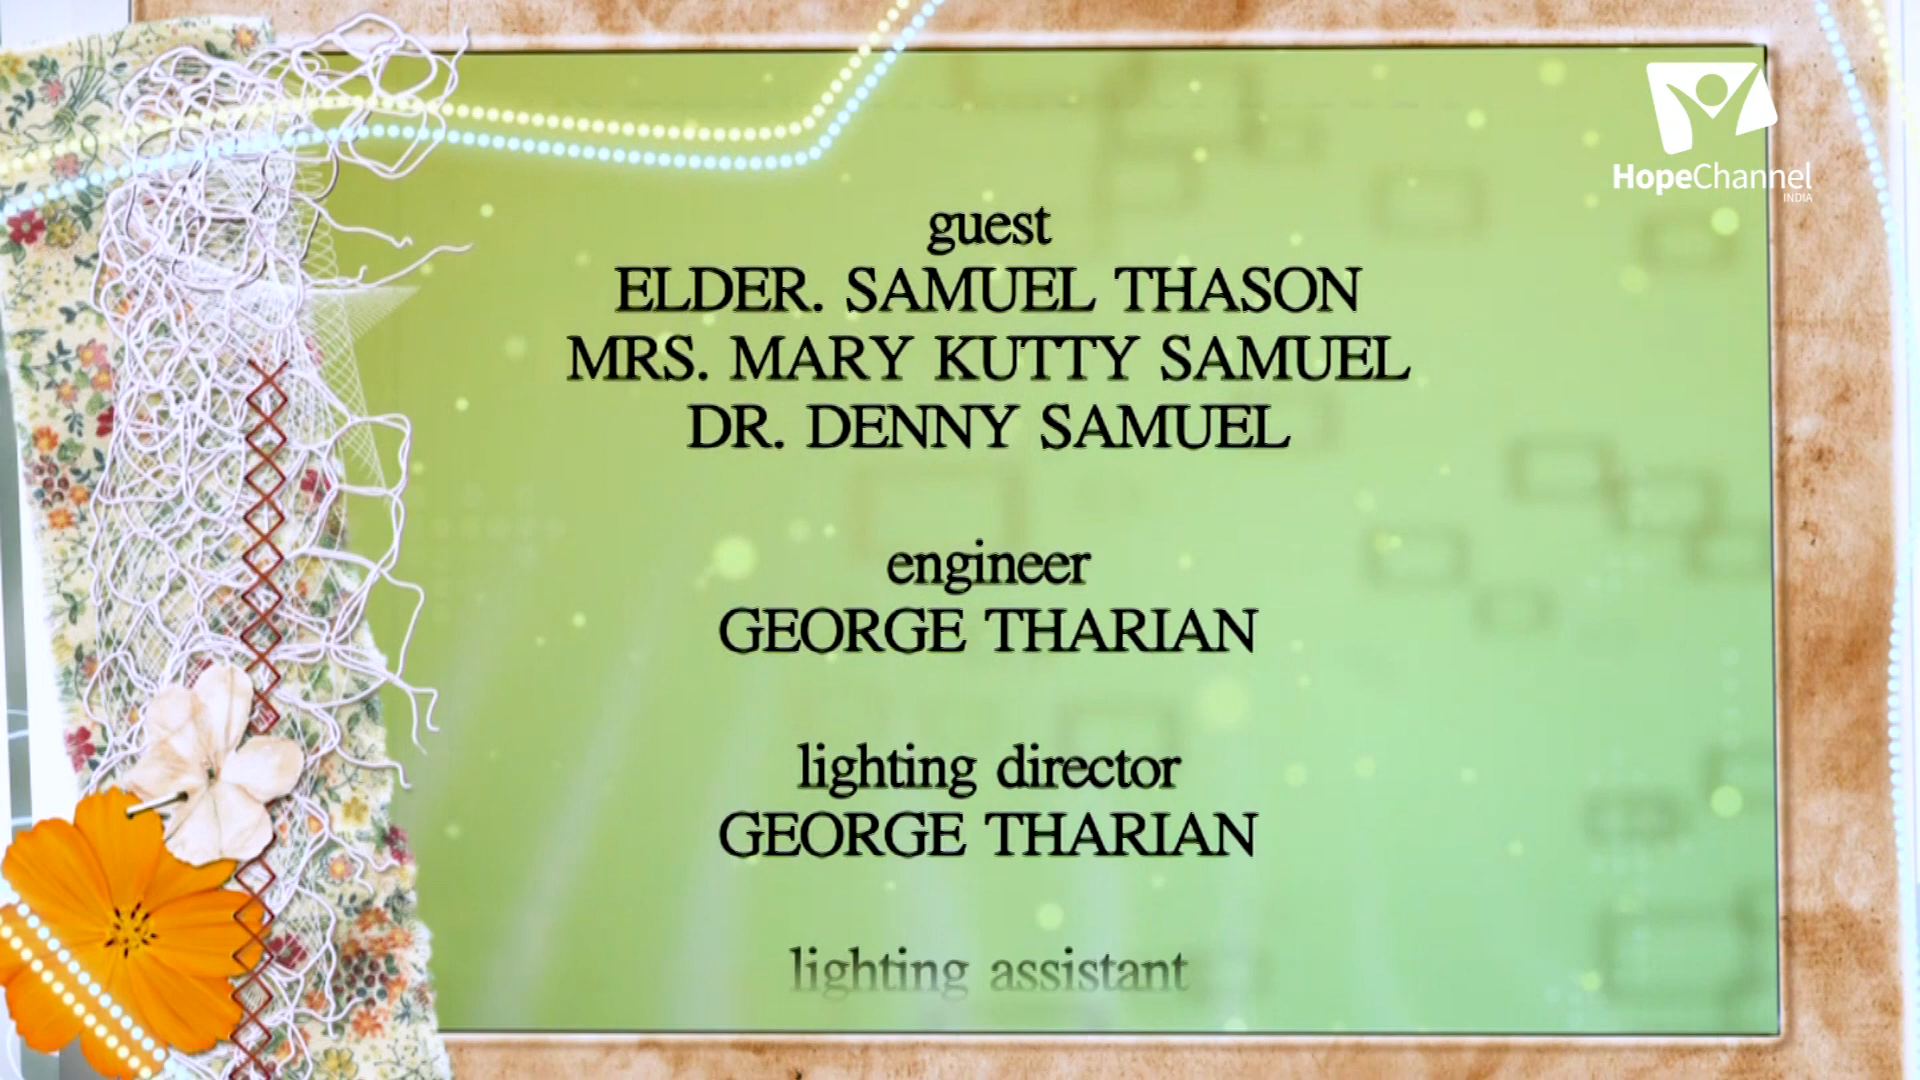 HopeChannel
INDIA
guest
ELDER. SAMUEL THASON
MRS. MARY KUTTY SAMUEL
DR. DENNY SAMUEL
engineer
GEORGE THARIAN
lighting director
GEORGE THARIAN
lighting assistant